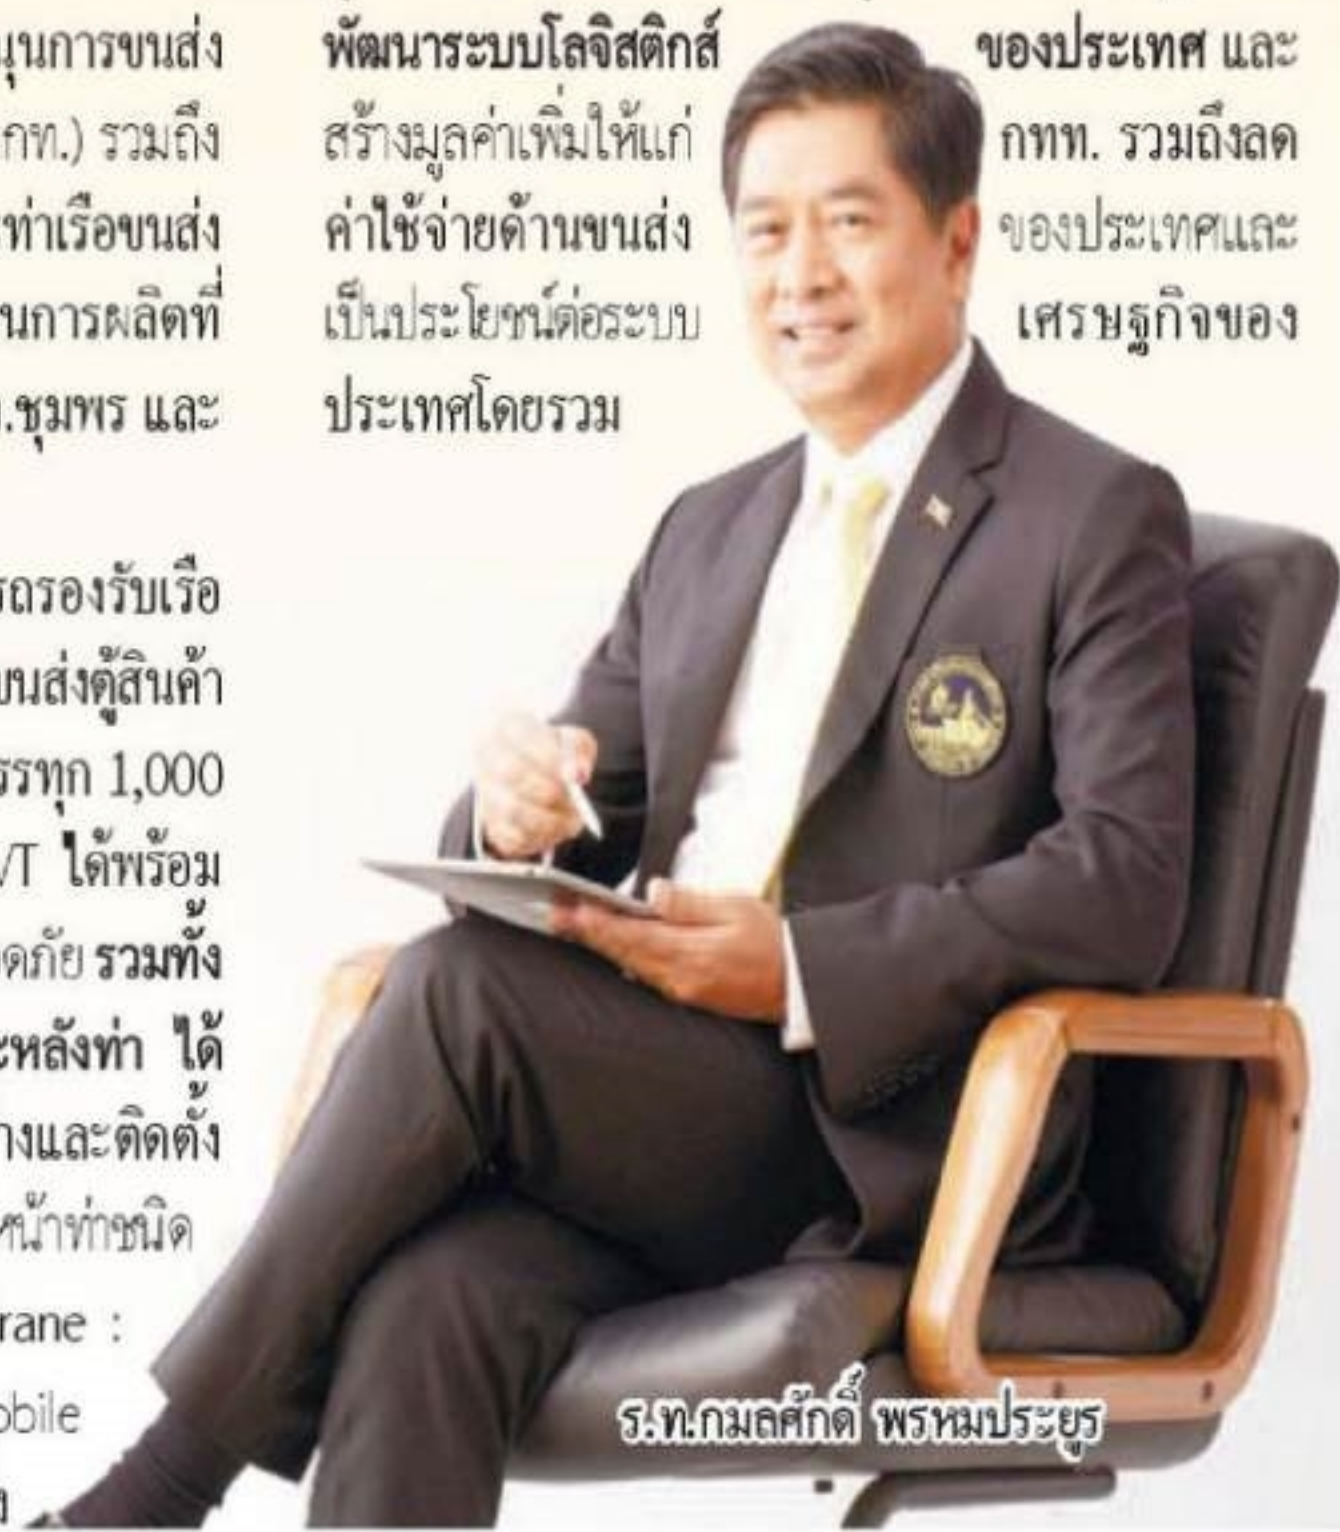 นุนการขนส่ง
กท.) รวมถึง
ท่าเรือขนส่ง
นการผลิตที่
.ชุมพร และ
รถรองรับเรือ
ขนส่งตู้สินค้า
รรทุก 1,000
VT ได้พร้อม
ดภัย รวมทั้ง
ะหลังท่า ได้
างและติดตั้ง
หน้าท่าชนิด
rane :
obile
พัฒนาระบบโลจิสติกส์ ของประเทศ และ
สร้างมูลค่าเพิ่มให้แก่ กทท. รวมถึงลด
ค่าใช้จ่ายด้านขนส่ง ของประเทศและ
เป็นประโยชน์ต่อระบบ เศรษฐกิจของ
ประเทศโดยรวม
ร.ท.กมลศักดิ์ พรหมประยูร